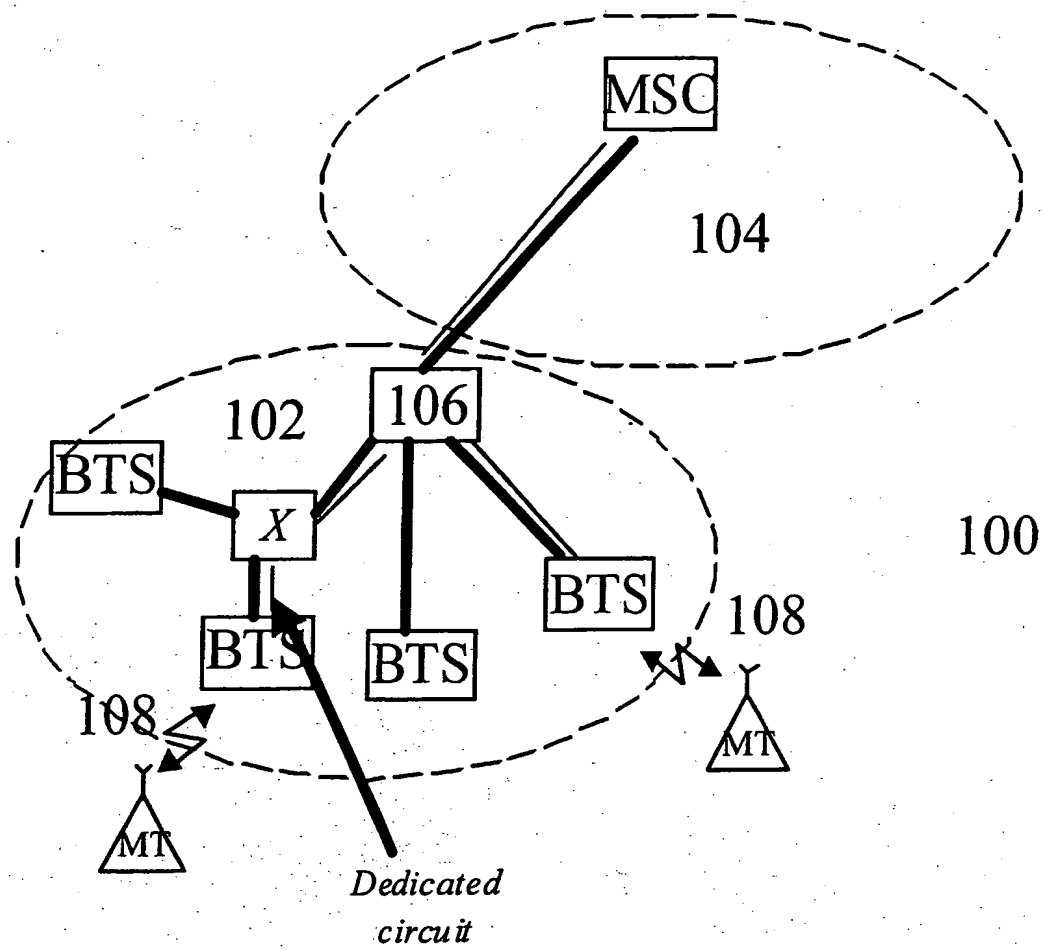 MSC
104
106
102
BTS
X
100
BTS
108
BTS
BTS
108
MT
MT
Dedicated
circuit